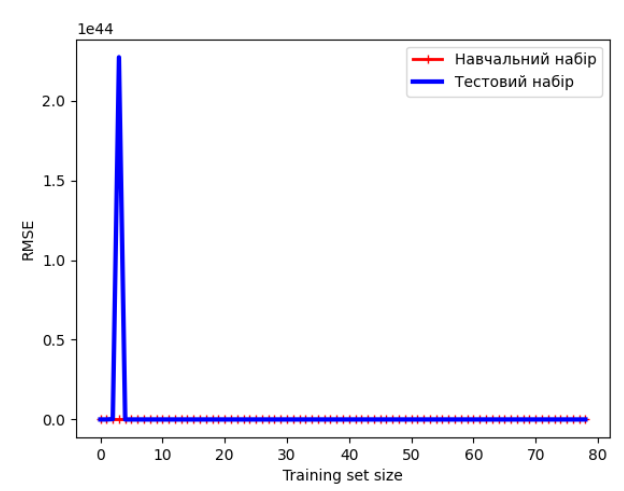 1e44
Навчальний набір
Тестовий набір
2.0
1.5
1.0
0.5
0.0
RMSE
0 10 20 30 40 50 60 70 80
Training set size